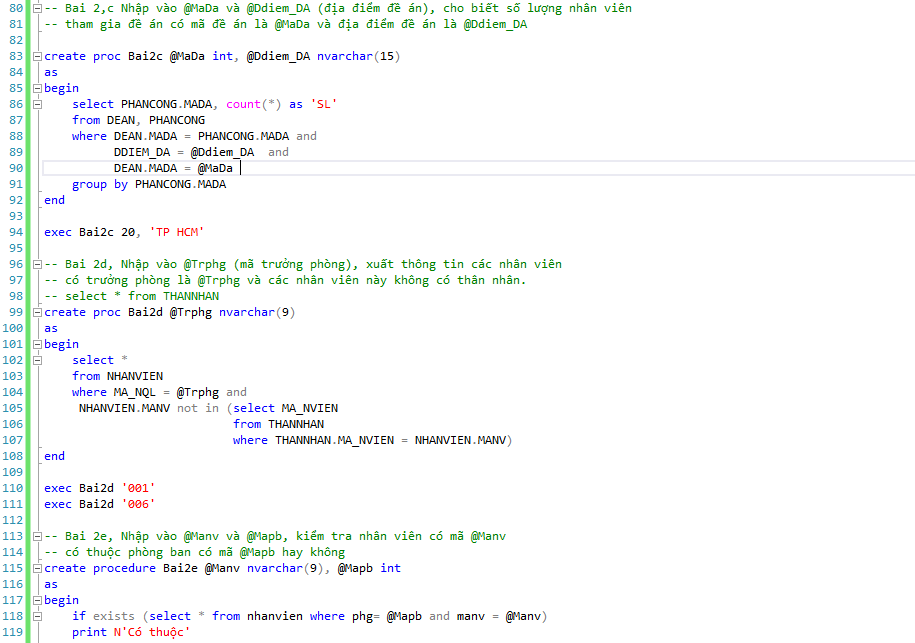 80 -- Bai 2,c Nhập vào @MaDa và @Ddiem_DA (địa điểm đề án), cho biết số lượng nhân viên
81 -- tham gia đề án có mã đề án là @MaDa và địa điểm đề án là @Ddiem_DA
82
83 create proc Bai2c @MaDa int, @Ddiem_DA nvarchar(15)
84 as
85 begin
86     select PHANCONG.MADA, count(*) as 'SL'
87     from DEAN, PHANCONG
88     where DEAN.MADA = PHANCONG.MADA and
89           DDIEM_DA = @Ddiem_DA  and
90           DEAN.MADA = @MaDa
91     group by PHANCONG.MADA
92 end
93
94 exec Bai2c 20, 'TP HCM'
95
96 -- Bai 2d, Nhập vào @Trphg (mã trưởng phòng), xuất thông tin các nhân viên
97 -- có trưởng phòng là @Trphg và các nhân viên này không có thân nhân.
98 -- select * from THANNHAN
99 create proc Bai2d @Trphg nvarchar(9)
100 as
101 begin
102     select *
103     from NHANVIEN
104     where MA_NQL = @Trphg and
105      NHANVIEN.MANV not in (select MA_NVIEN
106                            from THANNHAN
107                            where THANNHAN.MA_NVIEN = NHANVIEN.MANV)
108 end
109
110 exec Bai2d '001'
111 exec Bai2d '006'
112
113 -- Bai 2e, Nhập vào @Manv và @Mapb, kiểm tra nhân viên có mã @Manv
114 -- có thuộc phòng ban có mã @Mapb hay không
115 create procedure Bai2e @Manv nvarchar(9), @Mapb int
116 as
117 begin
118     if exists (select * from nhanvien where phg= @Mapb and manv = @Manv)
119     print N'Có thuộc'